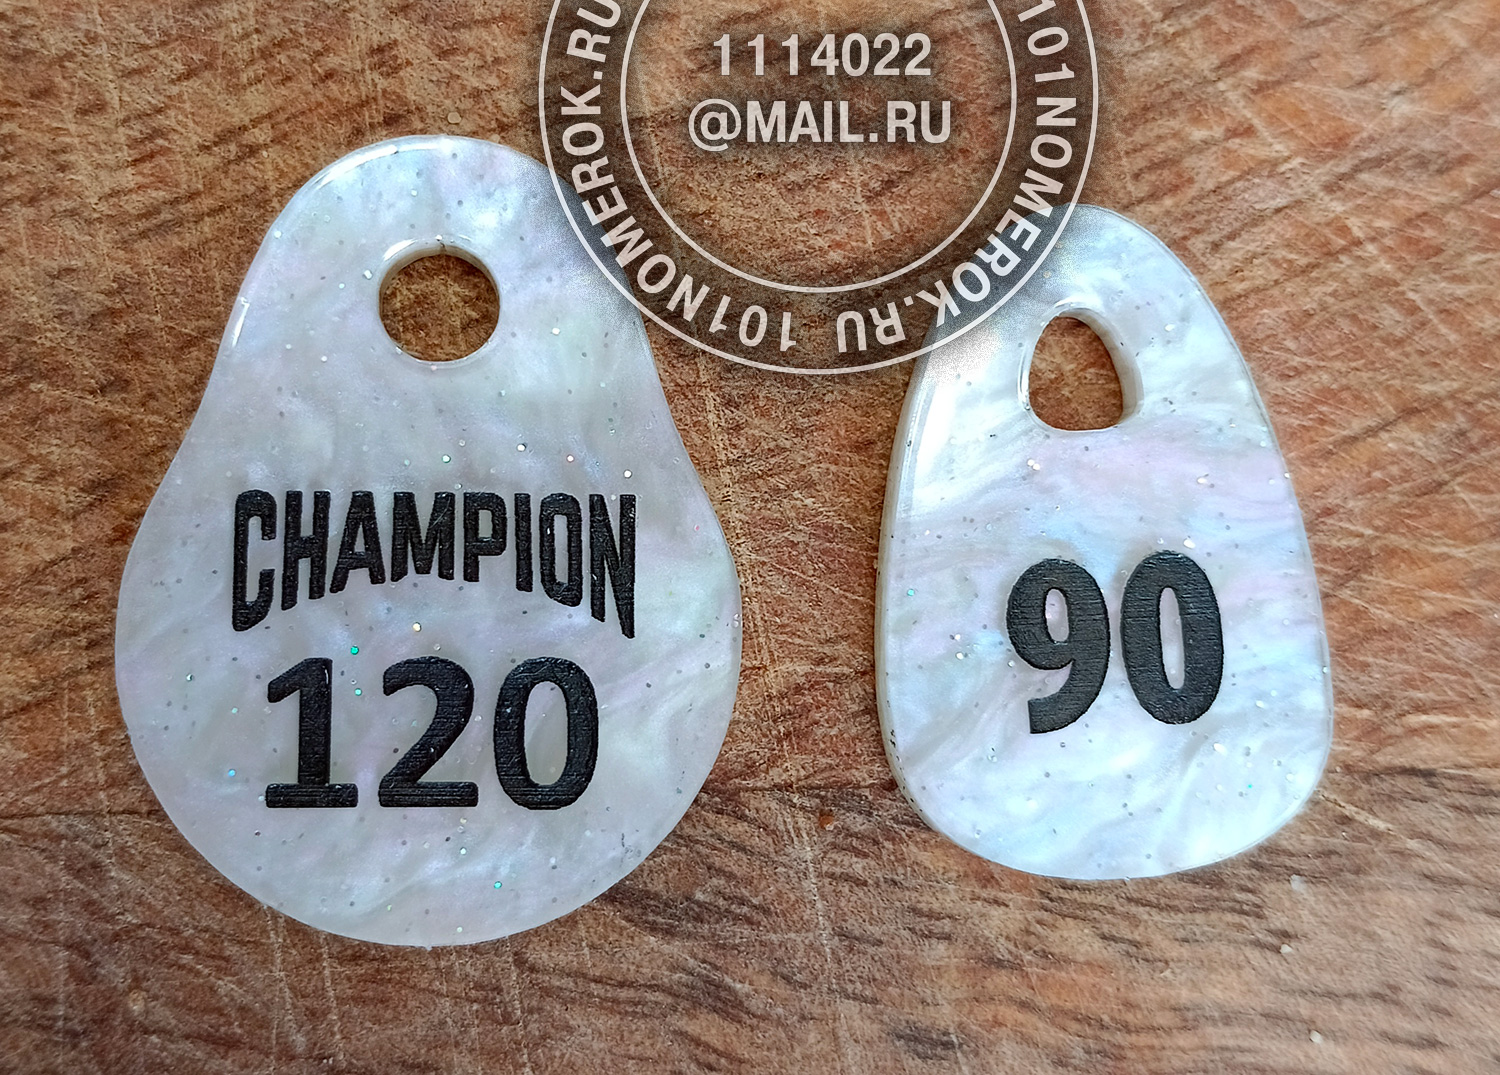 1114022
@MAIL.RU
101NOMEROK.RU 101NOMEROK.RU
CHAMPION
120
90